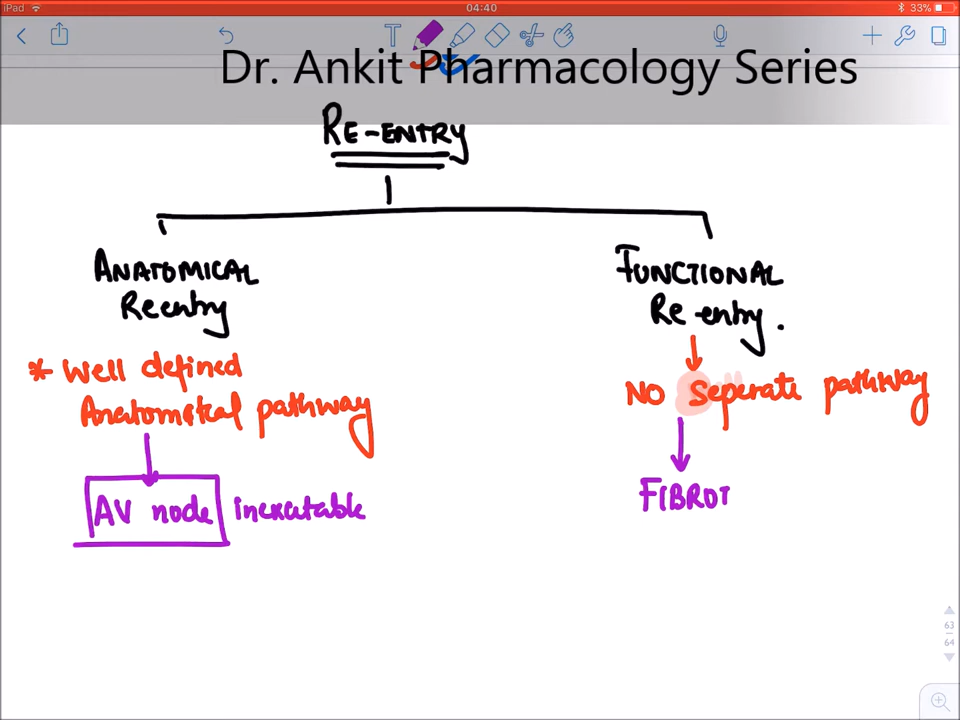 iPad 04:40 33%
T
Dr. Ankit Pharmacology Series
RE-ENTRY
ANATOMICAL
Reentry
FUNCTIONAL
Re-entry.
* Well defined
Anatomical pathway
NO Seperate pathway
AV node inexcitable
FIBROT
63
64